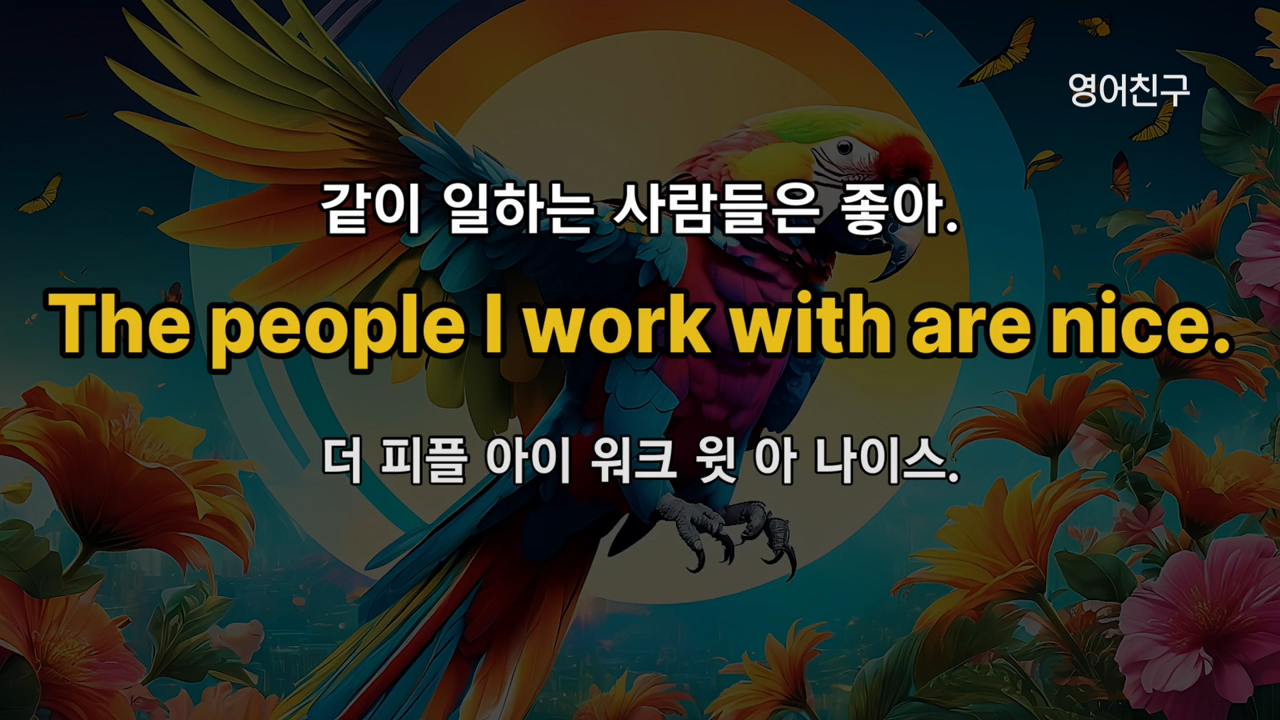 영어친구
같이 일하는 사람들은 좋아.
The people I work with are nice.
더 피플 아이 워크 윗 아 나이스.